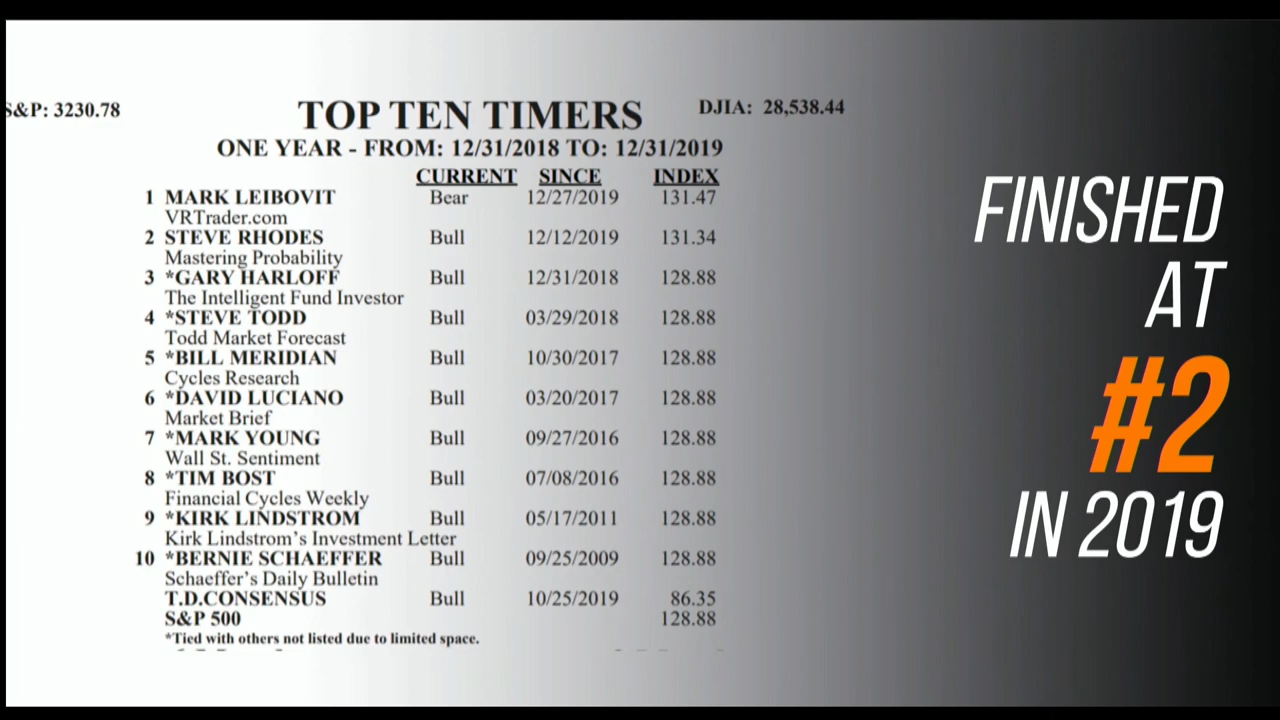 S&P: 3230.78
TOP TEN TIMERS
DJIA: 28,538.44
ONE YEAR - FROM: 12/31/2018 TO: 12/31/2019
CURRENT SINCE INDEX
1 MARK LEIBOVIT Bear 12/27/2019 131.47
VRTrader.com
2 STEVE RHODES Bull 12/12/2019 131.34
Mastering Probability
3 *GARY HARLOFF Bull 12/31/2018 128.88
The Intelligent Fund Investor
4 *STEVE TODD Bull 03/29/2018 128.88
Todd Market Forecast
5 *BILL MERIDIAN Bull 10/30/2017 128.88
Cycles Research
6 *DAVID LUCIANO Bull 03/20/2017 128.88
Market Brief
7 *MARK YOUNG Bull 09/27/2016 128.88
Wall St. Sentiment
8 *TIM BOST Bull 07/08/2016 128.88
Financial Cycles Weekly
9 *KIRK LINDSTROM Bull 05/17/2011 128.88
Kirk Lindstrom's Investment Letter
10 *BERNIE SCHAEFFER Bull 09/25/2009 128.88
Schaeffer's Daily Bulletin
T.D.CONSENSUS Bull 10/25/2019 86.35
S&P 500 128.88
*Tied with others not listed due to limited space.
FINISHED
AT
#2
IN 2019